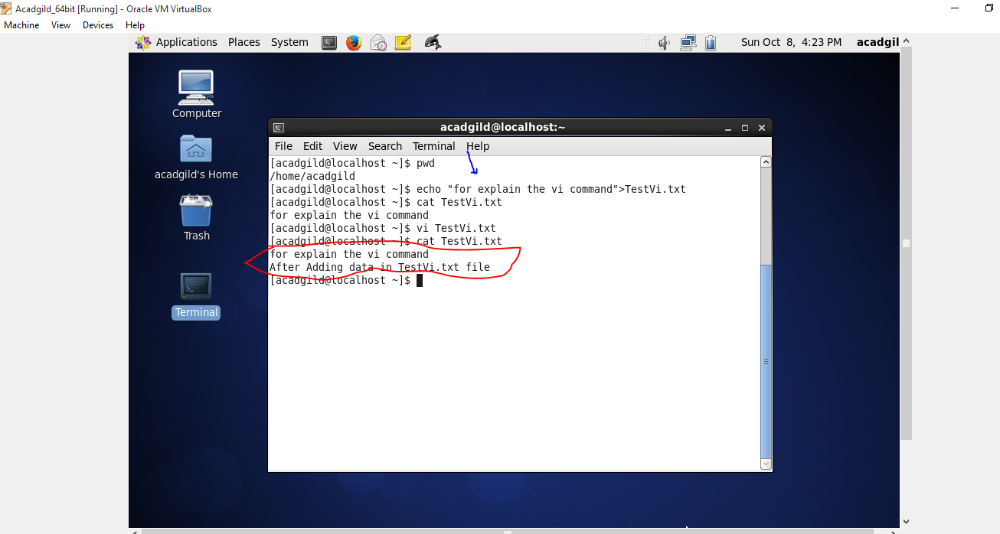 Acadgild_64bit [Running] - Oracle VM VirtualBox
Machine View Devices Help
Applications Places System Sun Oct 8, 4:23 PM acadgil
Computer
acadgild's Home
Trash
Terminal
acadgild@localhost:~
File Edit View Search Terminal Help
[acadgild@localhost ~]$ pwd
/home/acadgild
[acadgild@localhost ~]$ echo "for explain the vi command">TestVi.txt
[acadgild@localhost ~]$ cat TestVi.txt
for explain the vi command
[acadgild@localhost ~]$ vi TestVi.txt
[acadgild@localhost ~]$ cat TestVi.txt
for explain the vi command
After Adding data in TestVi.txt file
[acadgild@localhost ~]$